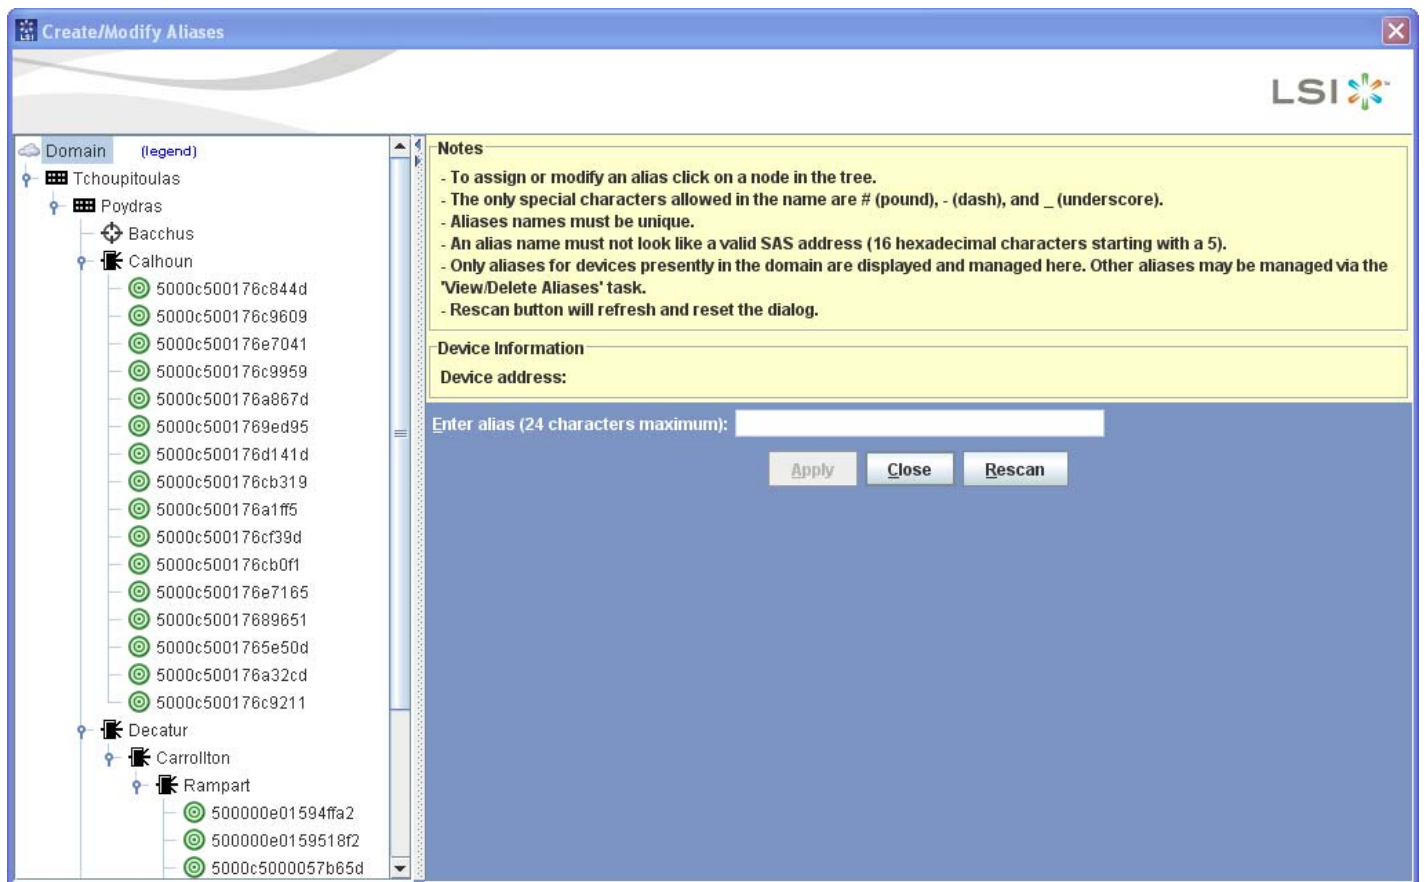 Create/Modify Aliases
LSI
Domain (legend)
Tchoupitoulas
Poydras
Bacchus
Calhoun
5000c500176c844d
5000c500176c9609
5000c500176e7041
5000c500176c9959
5000c500176a867d
5000c5001769ed95
5000c500176d141d
5000c500176cb319
5000c500176a1ff5
5000c500176cf39d
5000c500176cb0f1
5000c500176e7165
5000c50017689651
5000c5001765e50d
5000c500176a32cd
5000c500176c9211
Decatur
Carrollton
Rampart
500000e01594ffa2
500000e0159518f2
5000c5000057b65d
Notes
- To assign or modify an alias click on a node in the tree.
- The only special characters allowed in the name are # (pound), - (dash), and _ (underscore).
- Aliases names must be unique.
- An alias name must not look like a valid SAS address (16 hexadecimal characters starting with a 5).
- Only aliases for devices presently in the domain are displayed and managed here. Other aliases may be managed via the
'View/Delete Aliases' task.
- Rescan button will refresh and reset the dialog.
Device Information
Device address:
Enter alias (24 characters maximum):
Apply Close Rescan